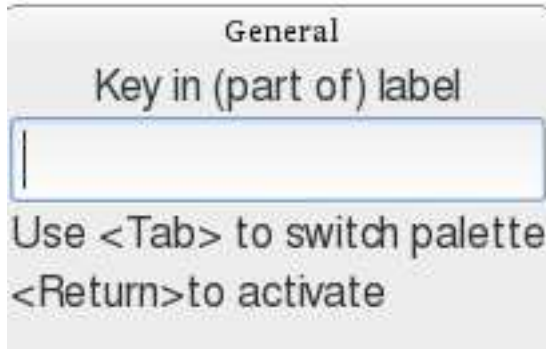 General
Key in (part of) label
Use <Tab> to switch palette
<Return>to activate